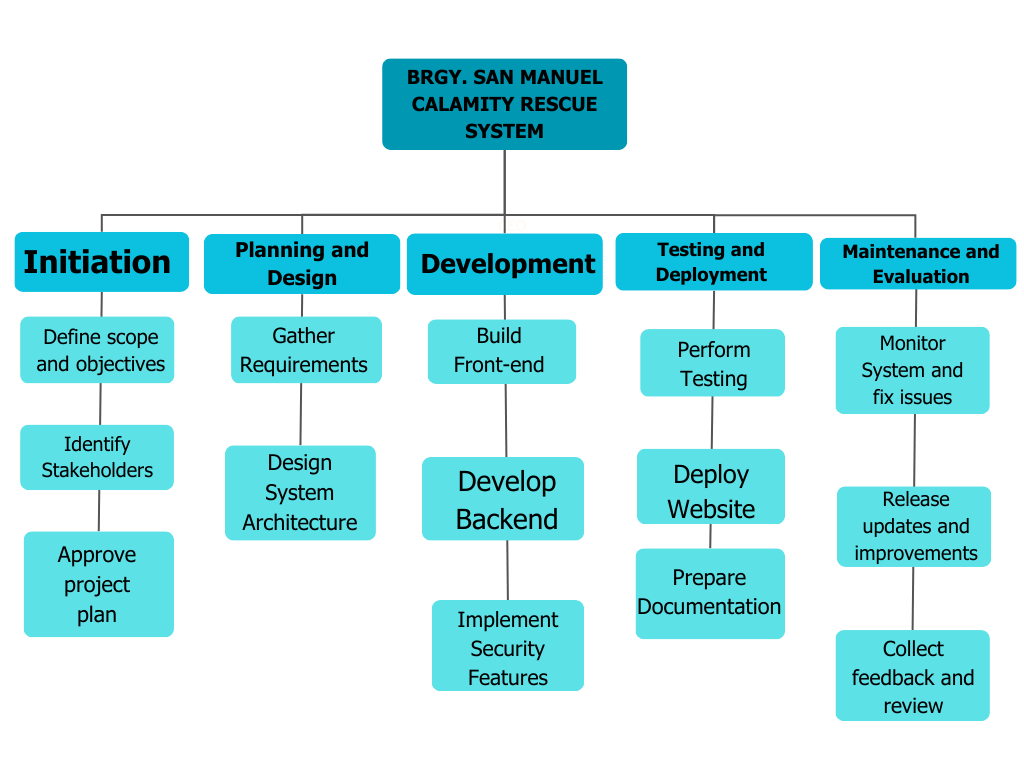 BRGY. SAN MANUEL
CALAMITY RESCUE
SYSTEM
Initiation
Define scope
and objectives
Identify
Stakeholders
Approve
project
plan
Planning and
Design
Gather
Requirements
Design
System
Architecture
Development
Build
Front-end
Develop
Backend
Implement
Security
Features
Testing and
Deployment
Perform
Testing
Deploy
Website
Prepare
Documentation
Maintenance and
Evaluation
Monitor
System and
fix issues
Release
updates and
improvements
Collect
feedback and
review